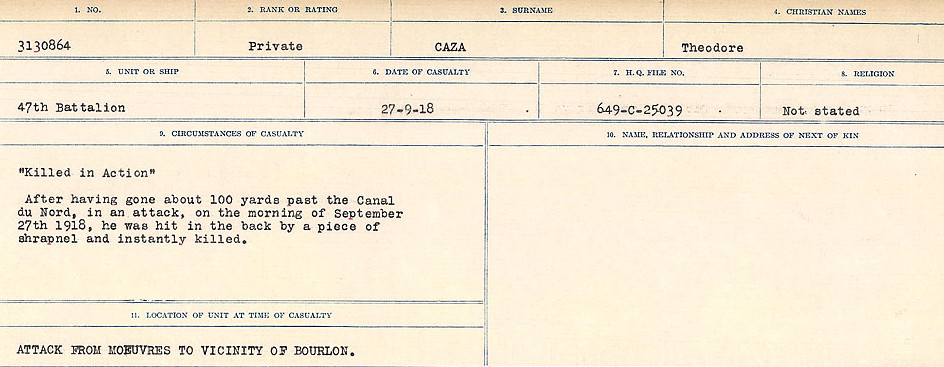 1. NO. 2. RANK OR RATING 3. SURNAME 4. CHRISTIAN NAMES
3130864 Private CAZA Theodore
5. UNIT OR SHIP 6. DATE OF CASUALTY 7. H.Q. FILE NO. 8. RELIGION
47th Battalion 27-9-18 649-C-25039 Not stated
9. CIRCUMSTANCES OF CASUALTY 10. NAME, RELATIONSHIP AND ADDRESS OF NEXT OF KIN
"Killed in Action"
After having gone about 100 yards past the Canal
du Nord, in an attack, on the morning of September
27th 1918, he was hit in the back by a piece of
shrapnel and instantly killed.
11. LOCATION OF UNIT AT TIME OF CASUALTY
ATTACK FROM MOEUVRES TO VICINITY OF BOURLON.